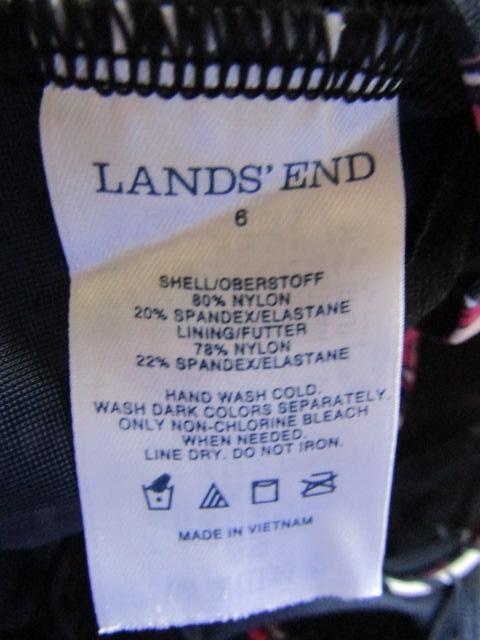 LANDS' END
6
SHELL/OBERSTOFF
80% NYLON
20% SPANDEX/ELASTANE
LINING/FUTTER
78% NYLON
22% SPANDEX/ELASTANE
HAND WASH COLD.
WASH DARK COLORS SEPARATELY.
ONLY NON-CHLORINE BLEACH
WHEN NEEDED.
LINE DRY. DO NOT IRON.
MADE IN VIETNAM